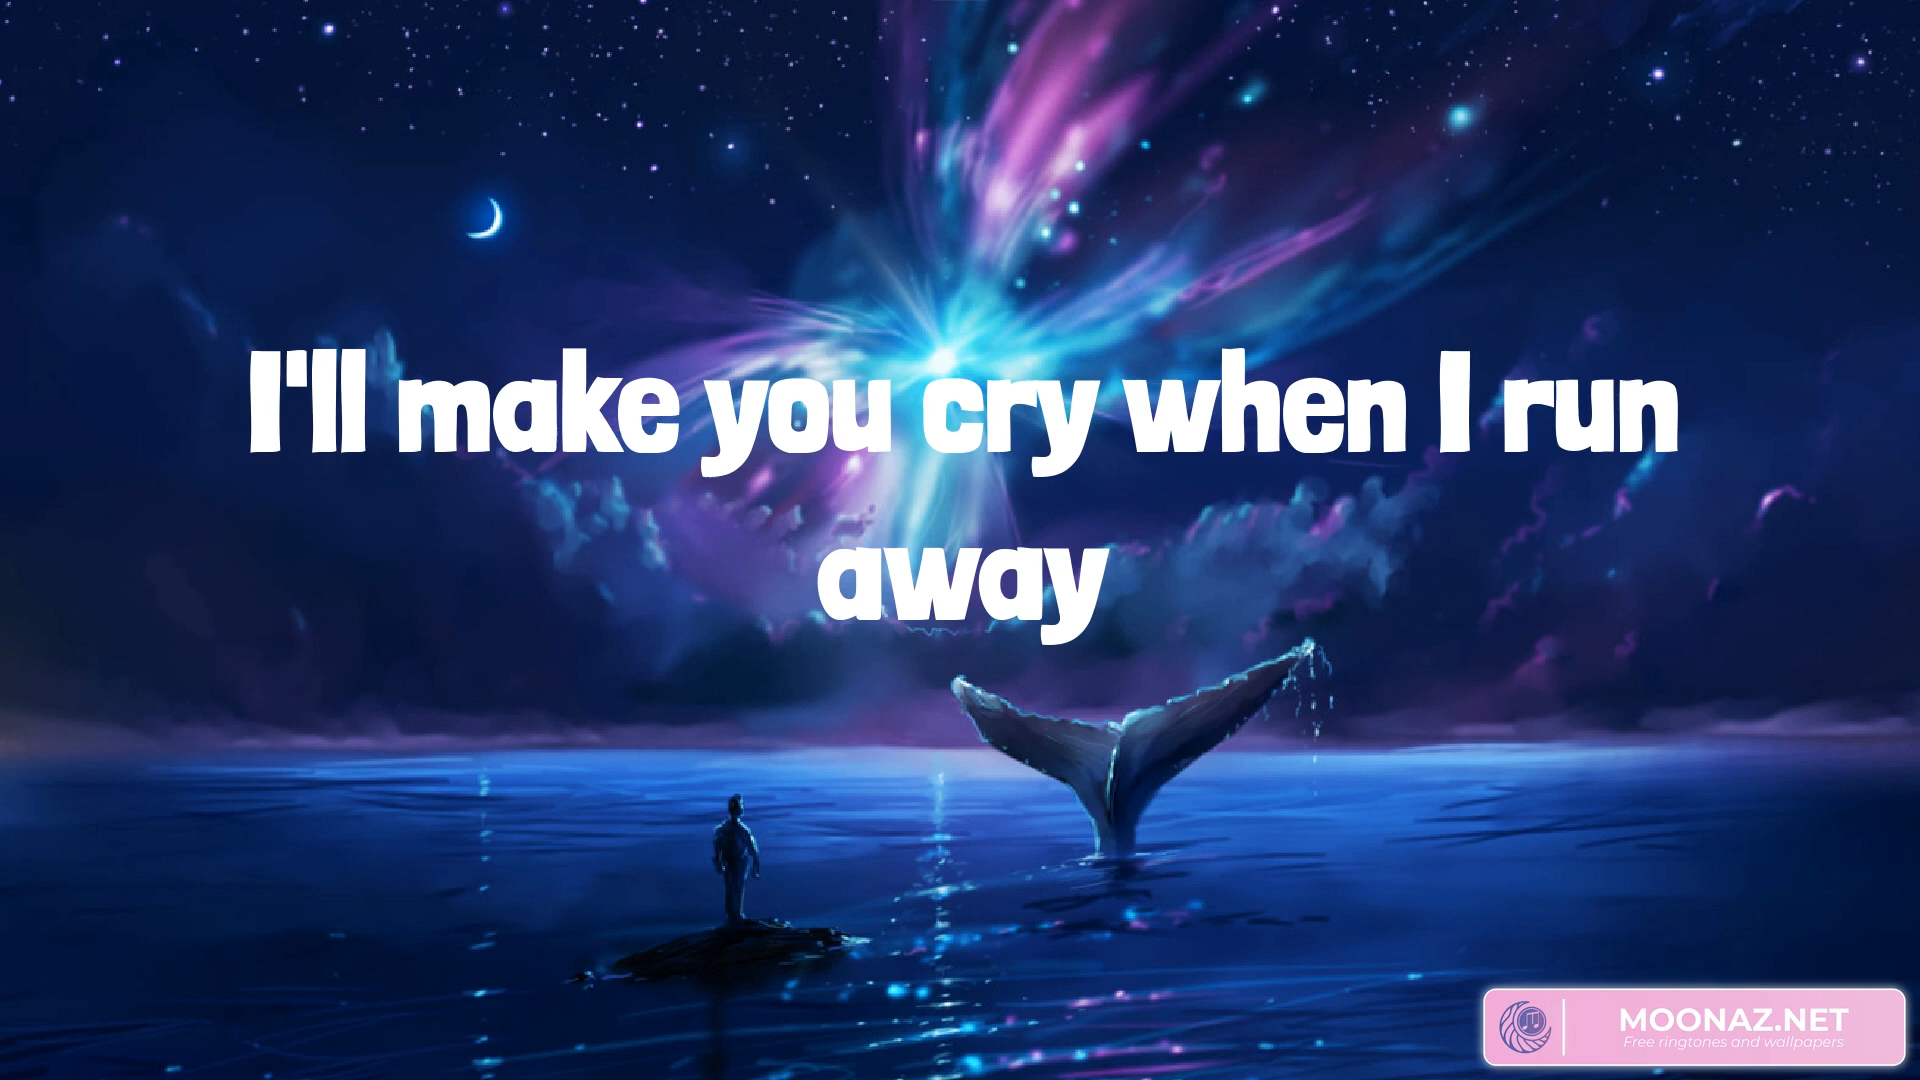 I'll make you cry when I run
away
MOONAZ.NET
Free ringtones and wallpapers